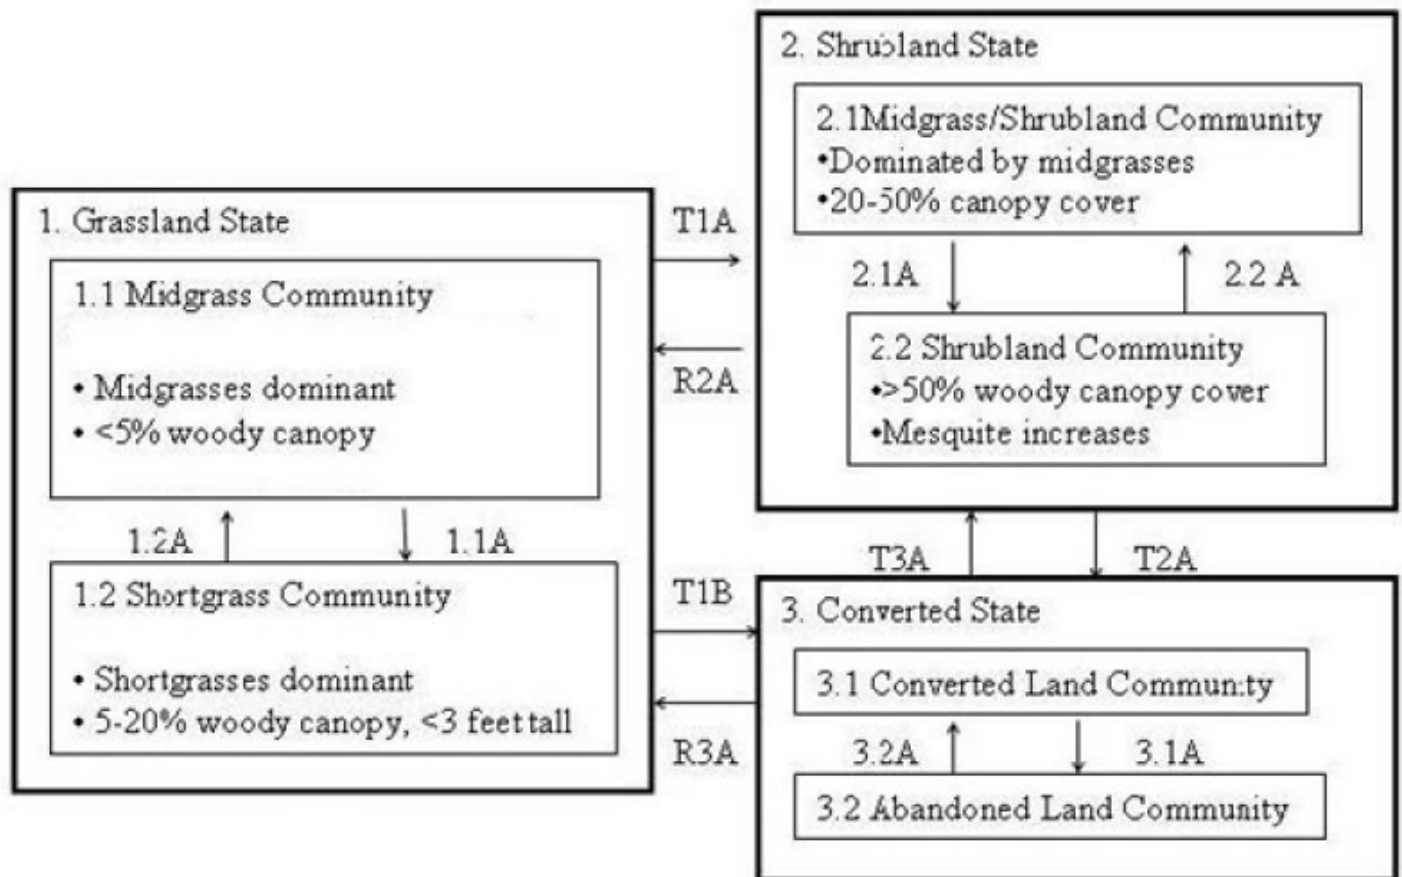 1. Grassland State
1.1 Midgrass Community
• Midgrasses dominant
• <5% woody canopy
1.2A
1.1A
1.2 Shortgrass Community
• Shortgrasses dominant
• 5-20% woody canopy, <3 feet tall
T1A
R2A
T1B
R3A
2. Shrubland State
2.1Midgrass/Shrubland Community
•Dominated by midgrasses
•20-50% canopy cover
2.1A
2.2 A
2.2 Shrubland Community
•>50% woody canopy cover
•Mesquite increases
T3A
T2A
3. Converted State
3.1 Converted Land Community
3.2A
3.1A
3.2 Abandoned Land Community